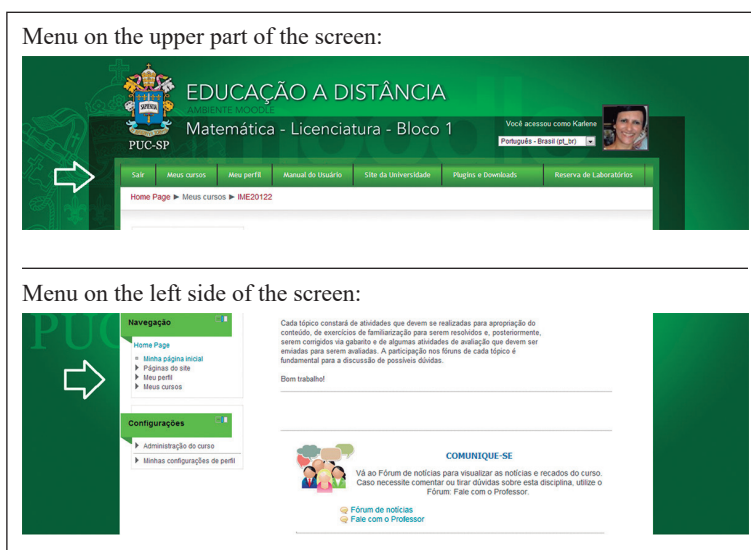 Menu on the upper part of the screen:
EDUCAÇÃO A DISTÂNCIA
AMBIENTE MOODLE
Matemática - Licenciatura - Bloco 1
SAPIENTIA
PUC-SP
Você acessou como Karlene
Português - Brasil (pt_br)
Sair Meus cursos Meu perfil Manual do Usuário Site da Universidade Plugins e Downloads Reserva de Laboratórios
Home Page ► Meus cursos ► IME20122
Menu on the left side of the screen:
PUC
Navegação
Home Page
Minha página inicial
Páginas do site
Meu perfil
Meus cursos
Configurações
Administração do curso
Minhas configurações de perfil
Cada tópico constará de atividades que devem se realizadas para apropriação do
conteúdo, de exercícios de familiarização para serem resolvidos e, posteriormente,
serem corrigidos via gabarito e de algumas atividades de avaliação que devem ser
enviadas para serem avaliadas. A participação nos fóruns de cada tópico é
fundamental para a discussão de possíveis dúvidas.
Bom trabalho!
COMUNIQUE-SE
Vá ao Fórum de notícias para visualizar as notícias e recados do curso.
Caso necessite comentar ou tirar dúvidas sobre esta disciplina, utilize o
Fórum: Fale com o Professor.
Fórum de notícias
Fale com o Professor